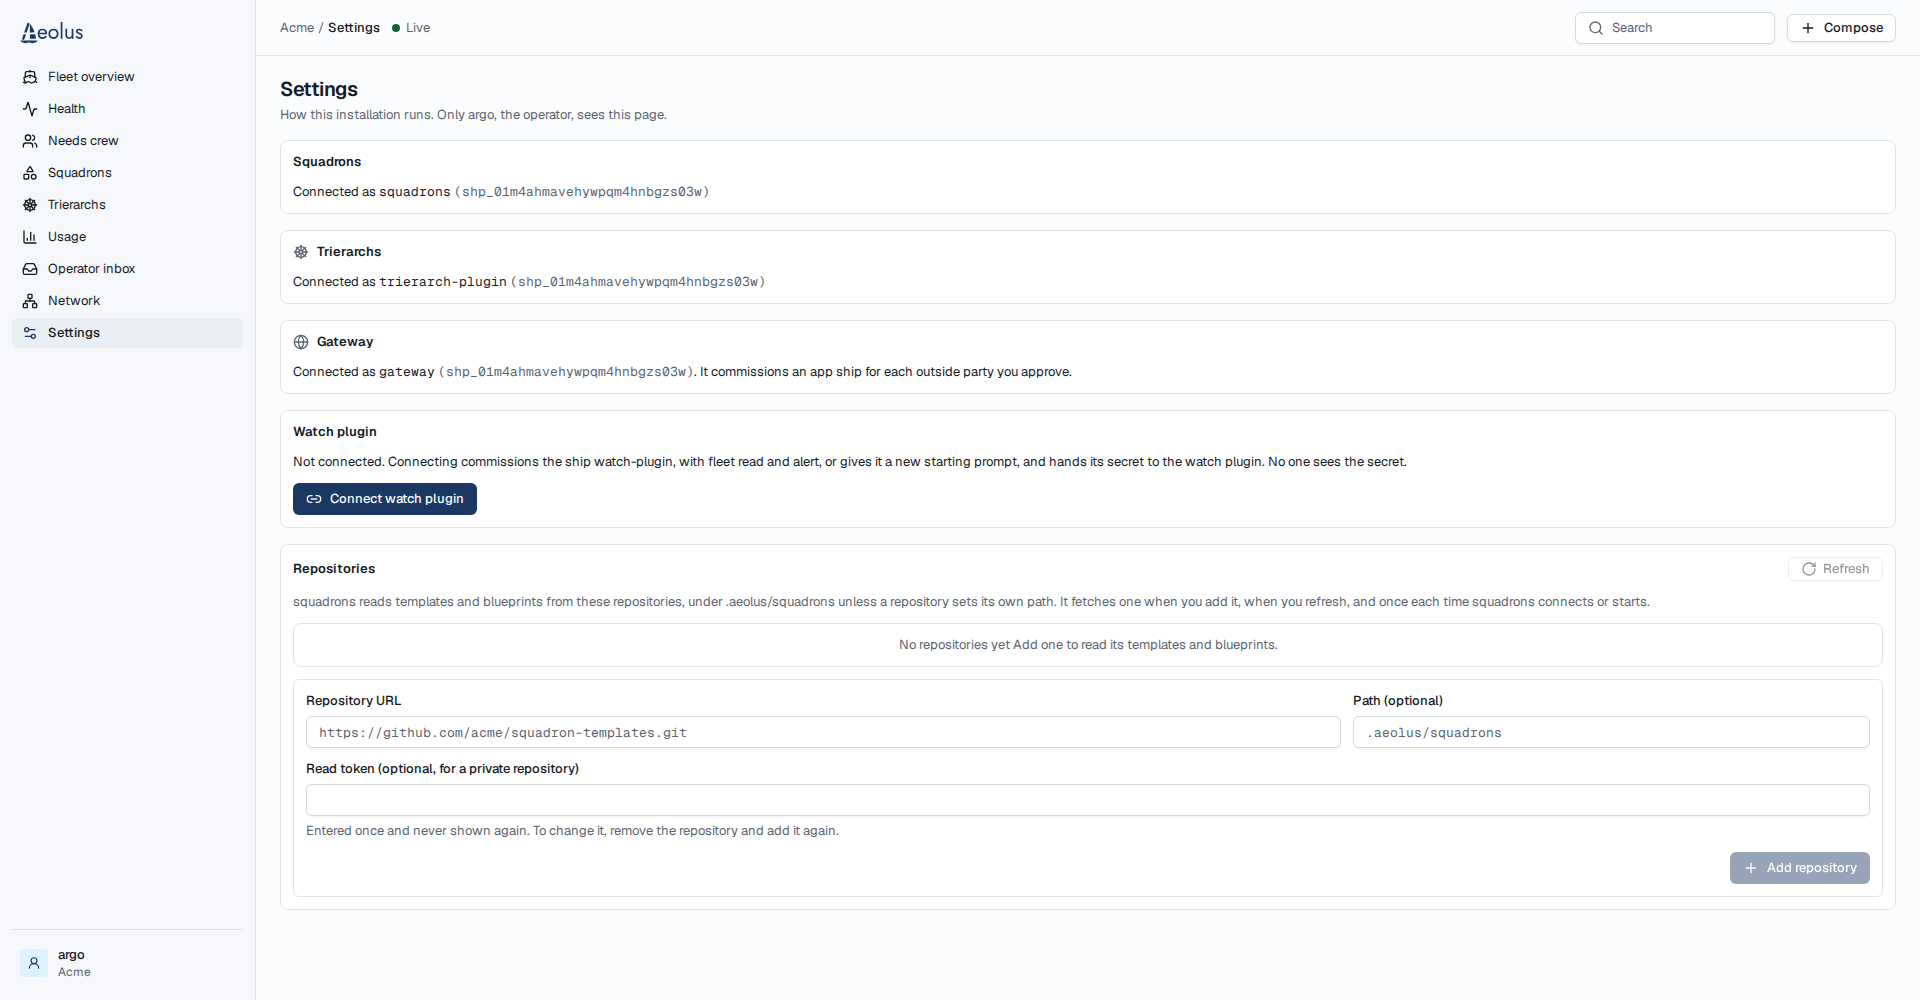 Aeolus
Fleet overview
Health
Needs crew
Squadrons
Trierarchs
Usage
Operator inbox
Network
Settings
argo
Acme
Acme / Settings Live
Search
Compose
Settings
How this installation runs. Only argo, the operator, sees this page.
Squadrons
Connected as squadrons (shp_01m4ahmavehywpqm4hnbgzs03w)
Trierarchs
Connected as trierarch-plugin (shp_01m4ahmavehywpqm4hnbgzs03w)
Gateway
Connected as gateway (shp_01m4ahmavehywpqm4hnbgzs03w). It commissions an app ship for each outside party you approve.
Watch plugin
Not connected. Connecting commissions the ship watch-plugin, with fleet read and alert, or gives it a new starting prompt, and hands its secret to the watch plugin. No one sees the secret.
Connect watch plugin
Repositories
Refresh
squadrons reads templates and blueprints from these repositories, under .aeolus/squadrons unless a repository sets its own path. It fetches one when you add it, when you refresh, and once each time squadrons connects or starts.
No repositories yet Add one to read its templates and blueprints.
Repository URL
Path (optional)
https://github.com/acme/squadron-templates.git
.aeolus/squadrons
Read token (optional, for a private repository)
Entered once and never shown again. To change it, remove the repository and add it again.
Add repository